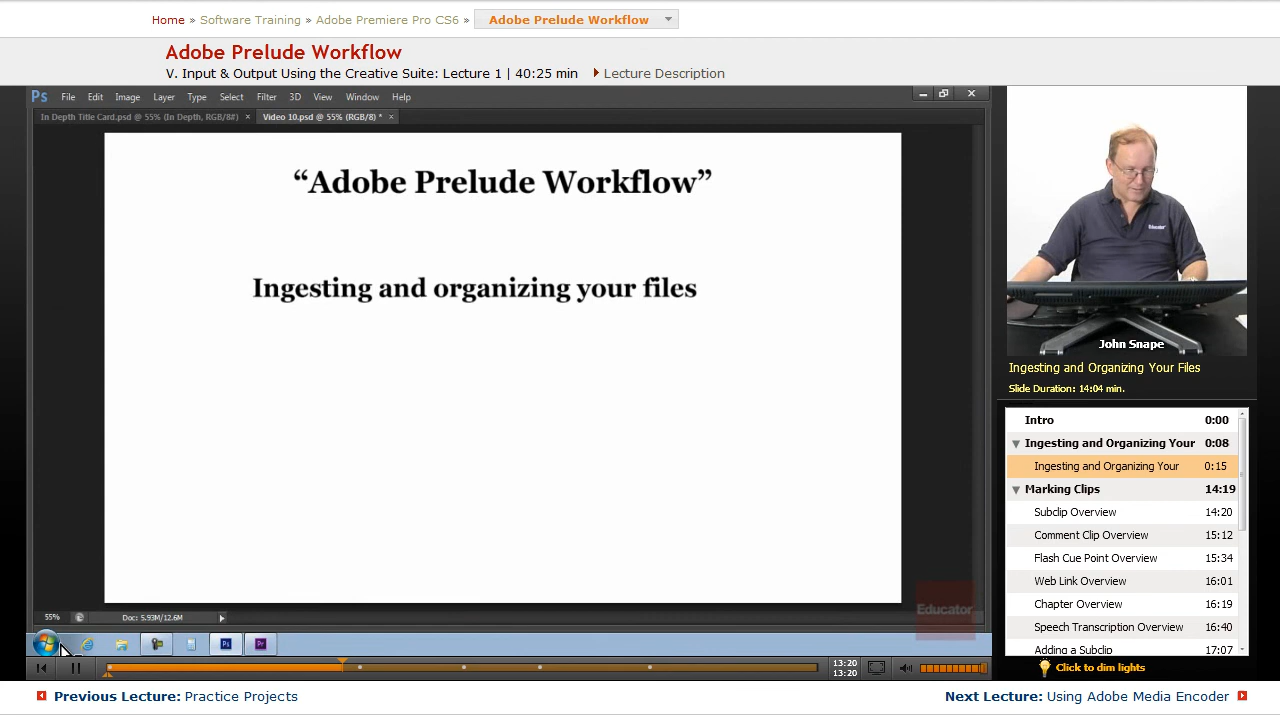 Home » Software Training » Adobe Premiere Pro CS6 » Adobe Prelude Workflow
Adobe Prelude Workflow
V. Input & Output Using the Creative Suite: Lecture 1 | 40:25 min Lecture Description
Ps File Edit Image Layer Type Select Filter 3D View Window Help
In Depth Title Card.psd @ 55% (In Depth, RGB/8#) × Video 10.psd @ 55% (RGB/8) * ×
“Adobe Prelude Workflow”
Ingesting and organizing your files
Educator
55% Doc: 5.93M/12.6M
Ps Pr
13:20
13:20
Educator
John Snape
Ingesting and Organizing Your Files
Slide Duration: 14:04 min.
Intro 0:00
Ingesting and Organizing Your 0:08
Ingesting and Organizing Your 0:15
Marking Clips 14:19
Subclip Overview 14:20
Comment Clip Overview 15:12
Flash Cue Point Overview 15:34
Web Link Overview 16:01
Chapter Overview 16:19
Speech Transcription Overview 16:40
Adding a Subclip 17:07
Click to dim lights
Previous Lecture: Practice Projects
Next Lecture: Using Adobe Media Encoder